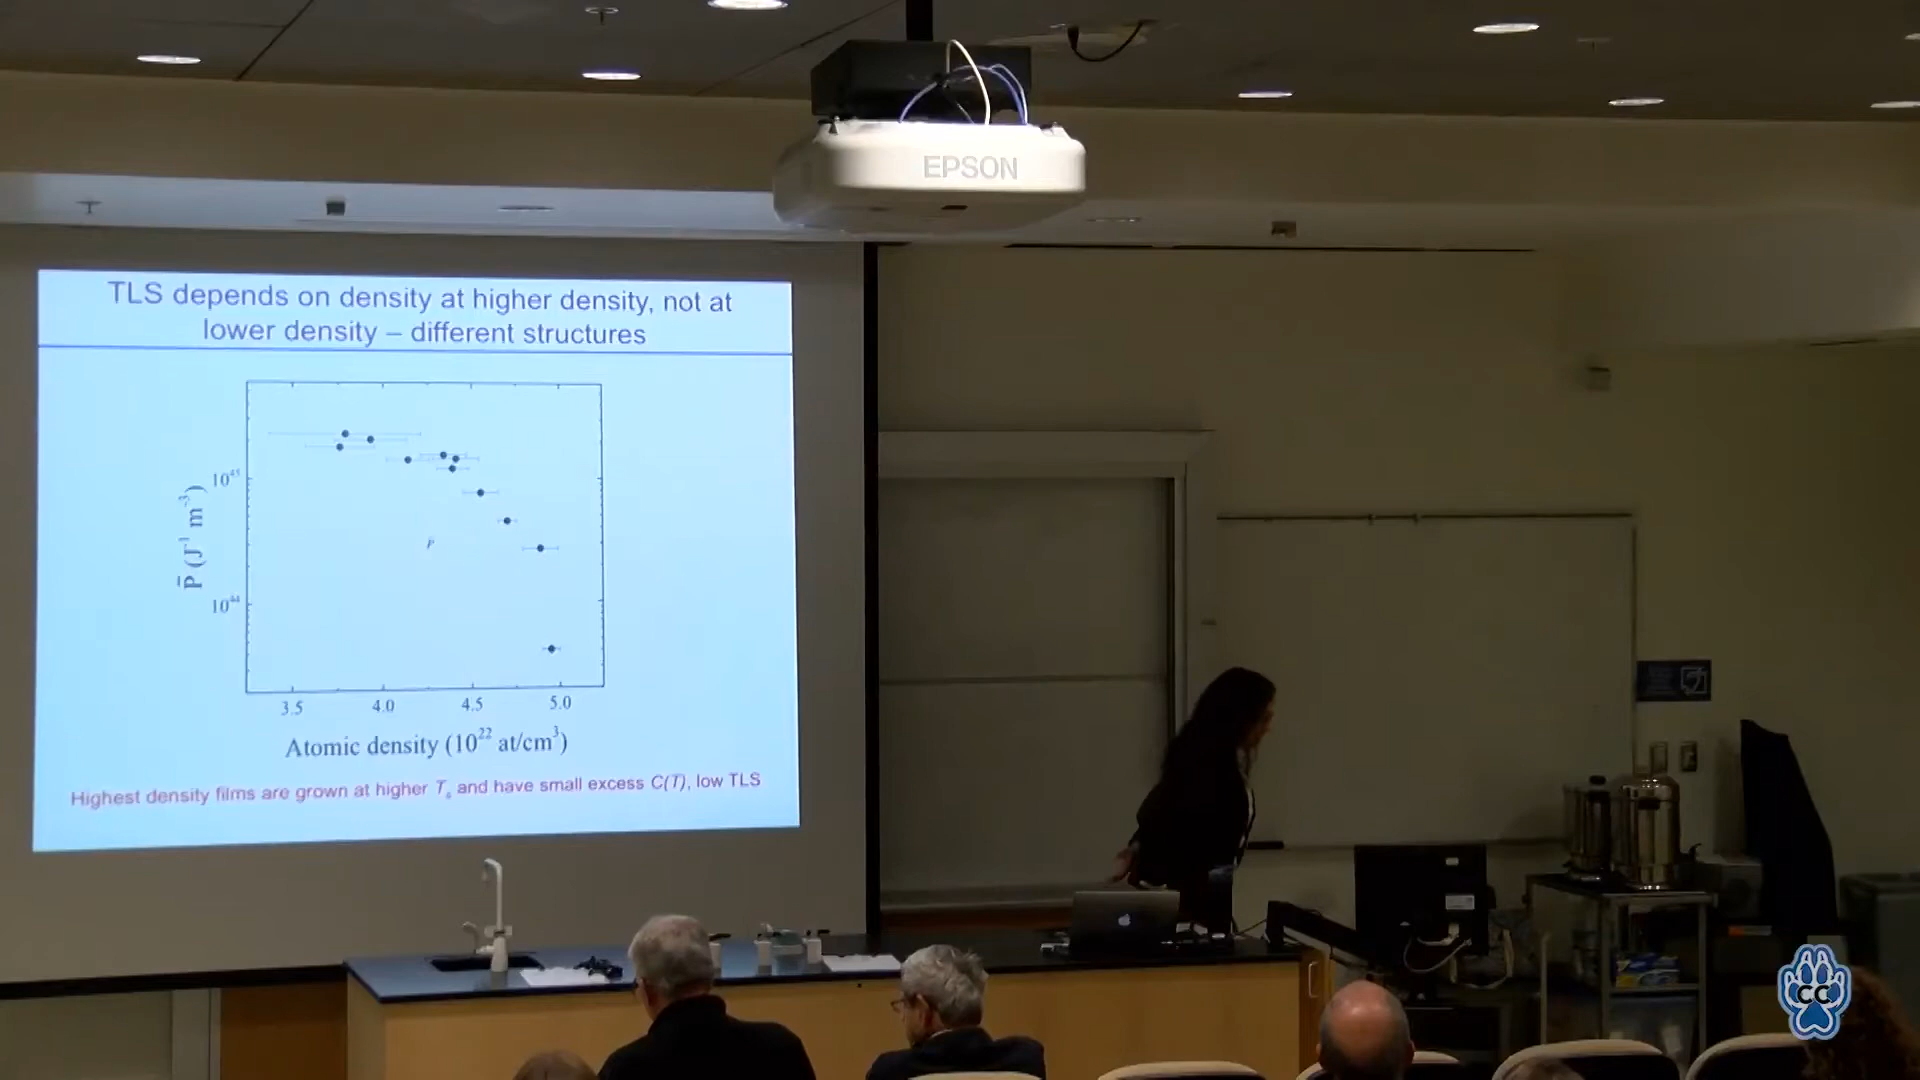 EPSON
TLS depends on density at higher density, not at
lower density – different structures
P̄ (J⁻¹ m⁻³)
10⁴⁵
10⁴⁴
P
3.5 4.0 4.5 5.0
Atomic density (10²² at/cm³)
Highest density films are grown at higher Tₛ and have small excess C(T), low TLS
CC